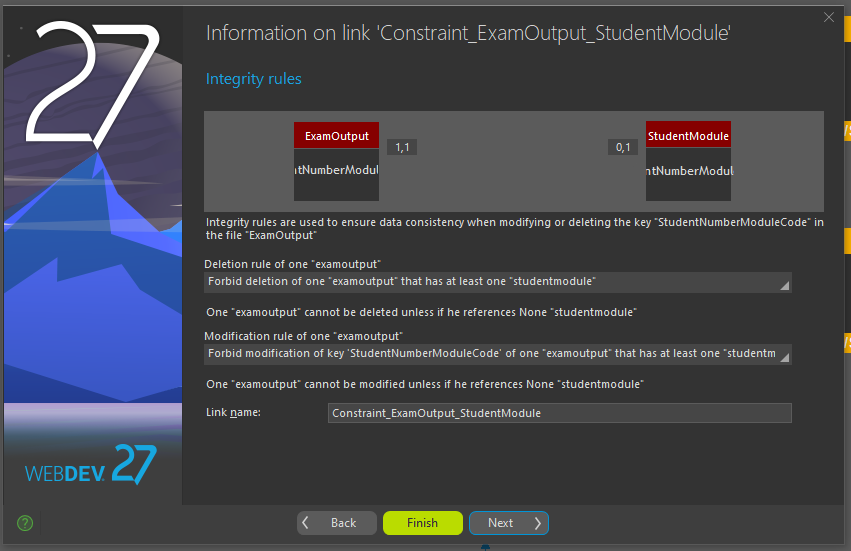 27
Information on link 'Constraint_ExamOutput_StudentModule'
Integrity rules
ExamOutput
1,1
0,1
StudentModule
ntNumberModul
ntNumberModul
Integrity rules are used to ensure data consistency when modifying or deleting the key "StudentNumberModuleCode" in
the file "ExamOutput"
Deletion rule of one "examoutput"
Forbid deletion of one "examoutput" that has at least one "studentmodule"
One "examoutput" cannot be deleted unless if he references None "studentmodule"
Modification rule of one "examoutput"
Forbid modification of key 'StudentNumberModuleCode' of one "examoutput" that has at least one "studentm
One "examoutput" cannot be modified unless if he references None "studentmodule"
Link name:
Constraint_ExamOutput_StudentModule
WEBDEV 27
?
Back
Finish
Next